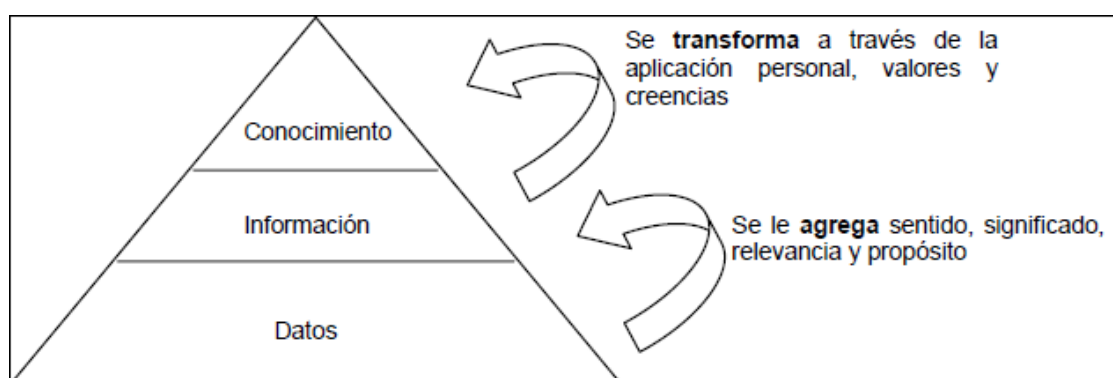 Se transforma a través de la
aplicación personal, valores y
creencias
Conocimiento
Información
Se le agrega sentido, significado,
relevancia y propósito
Datos